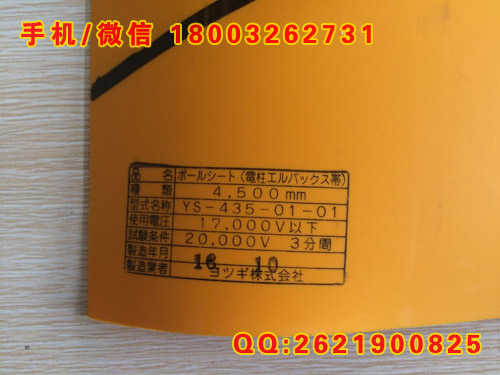 手机/微信 18003262731
品名 ポールシート(電柱エルバックス帯)
種類 4,500mm
型式名称 YS-435-01-01
使用電圧 17,000V以下
試験条件 20,000V 3分間
製造年月 16 10
製造業者 ヨツギ株式会社
QQ:2621900825